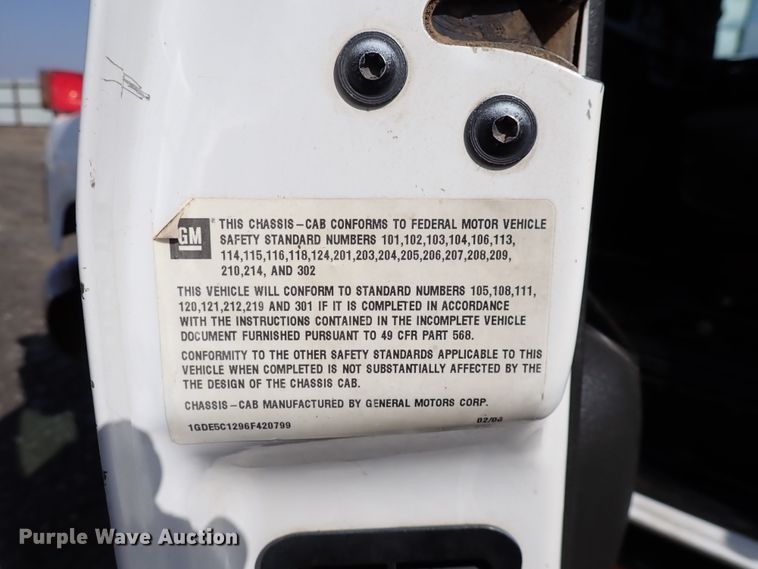 GM® THIS CHASSIS-CAB CONFORMS TO FEDERAL MOTOR VEHICLE
SAFETY STANDARD NUMBERS 101,102,103,104,106,113,
114,115,116,118,124,201,203,204,205,206,207,208,209,
210,214, AND 302
THIS VEHICLE WILL CONFORM TO STANDARD NUMBERS 105,108,111,
120,121,212,219 AND 301 IF IT IS COMPLETED IN ACCORDANCE
WITH THE INSTRUCTIONS CONTAINED IN THE INCOMPLETE VEHICLE
DOCUMENT FURNISHED PURSUANT TO 49 CFR PART 568.
CONFORMITY TO THE OTHER SAFETY STANDARDS APPLICABLE TO THIS
VEHICLE WHEN COMPLETED IS NOT SUBSTANTIALLY AFFECTED BY THE
THE DESIGN OF THE CHASSIS CAB.
CHASSIS-CAB MANUFACTURED BY GENERAL MOTORS CORP.
1GDE5C1296F420799
Purple Wave Auction